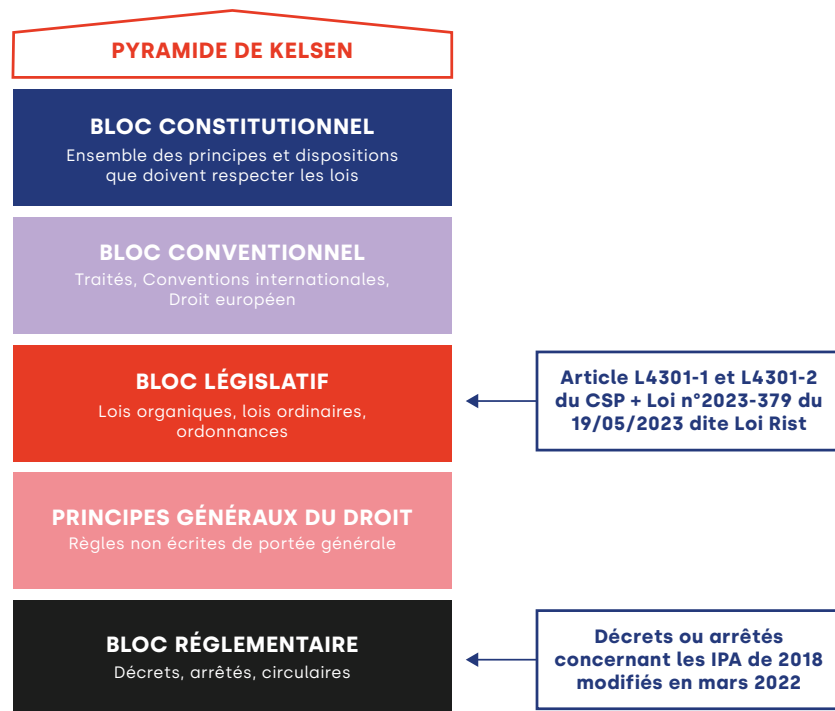 PYRAMIDE DE KELSEN
BLOC CONSTITUTIONNEL
Ensemble des principes et dispositions
que doivent respecter les lois
BLOC CONVENTIONNEL
Traités, Conventions internationales,
Droit européen
BLOC LÉGISLATIF
Lois organiques, lois ordinaires,
ordonnances
Article L4301-1 et L4301-2
du CSP + Loi n°2023-379 du
19/05/2023 dite Loi Rist
PRINCIPES GÉNÉRAUX DU DROIT
Règles non écrites de portée générale
BLOC RÉGLEMENTAIRE
Décrets, arrêtés, circulaires
Décrets ou arrêtés
concernant les IPA de 2018
modifiés en mars 2022